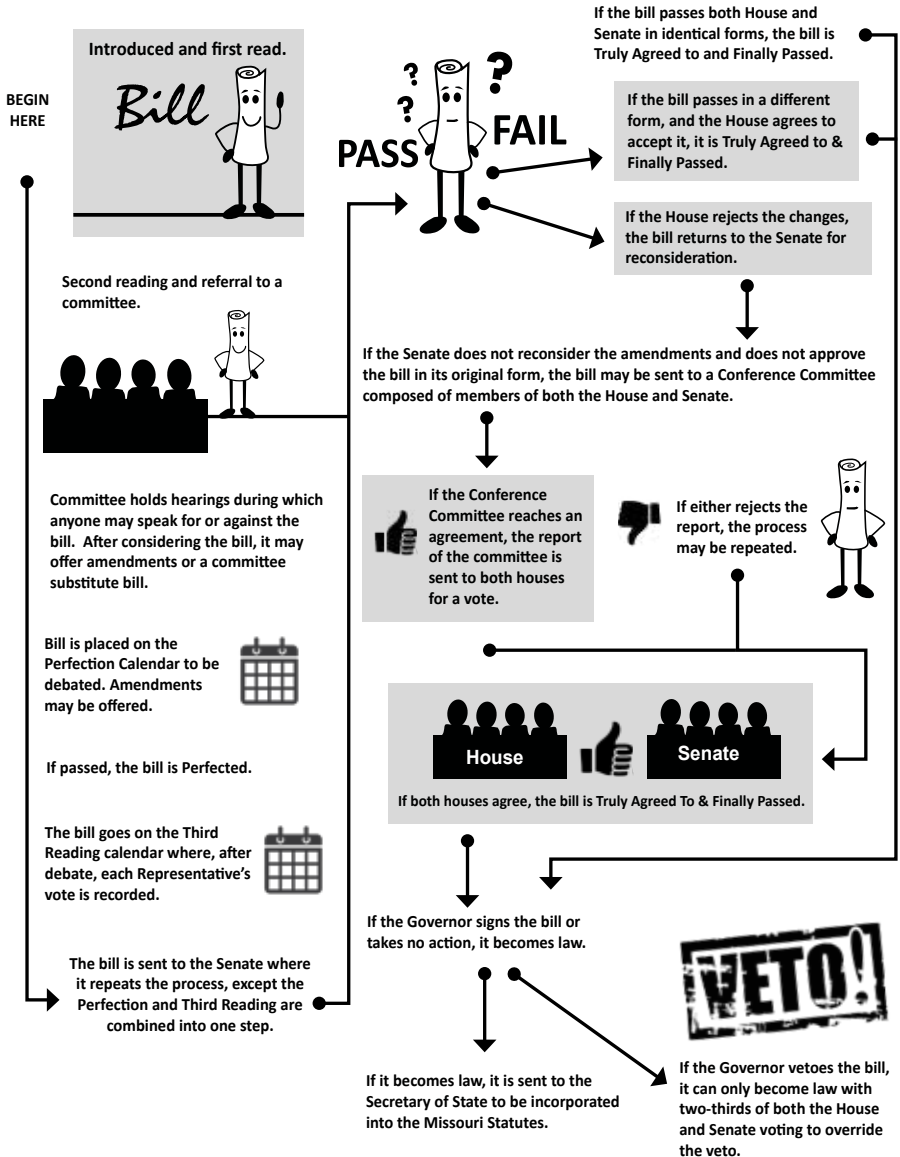 BEGIN
HERE
Introduced and first read.
Bill
Second reading and referral to a
committee.
Committee holds hearings during which
anyone may speak for or against the
bill.  After considering the bill, it may
offer amendments or a committee
substitute bill.
Bill is placed on the
Perfection Calendar to be
debated. Amendments
may be offered.
If passed, the bill is Perfected.
The bill goes on the Third
Reading calendar where, after
debate, each Representative's
vote is recorded.
The bill is sent to the Senate where
it repeats the process, except the
Perfection and Third Reading are
combined into one step.
? ? ?
PASS
FAIL
If the bill passes both House and
Senate in identical forms, the bill is
Truly Agreed to and Finally Passed.
If the bill passes in a different
form, and the House agrees to
accept it, it is Truly Agreed to &
Finally Passed.
If the House rejects the changes,
the bill returns to the Senate for
reconsideration.
If the Senate does not reconsider the amendments and does not approve
the bill in its original form, the bill may be sent to a Conference Committee
composed of members of both the House and Senate.
If the Conference
Committee reaches an
agreement, the report
of the committee is
sent to both houses
for a vote.
If either rejects the
report, the process
may be repeated.
House
Senate
If both houses agree, the bill is Truly Agreed To & Finally Passed.
If the Governor signs the bill or
takes no action, it becomes law.
If it becomes law, it is sent to the
Secretary of State to be incorporated
into the Missouri Statutes.
VETO!
If the Governor vetoes the bill,
it can only become law with
two-thirds of both the House
and Senate voting to override
the veto.